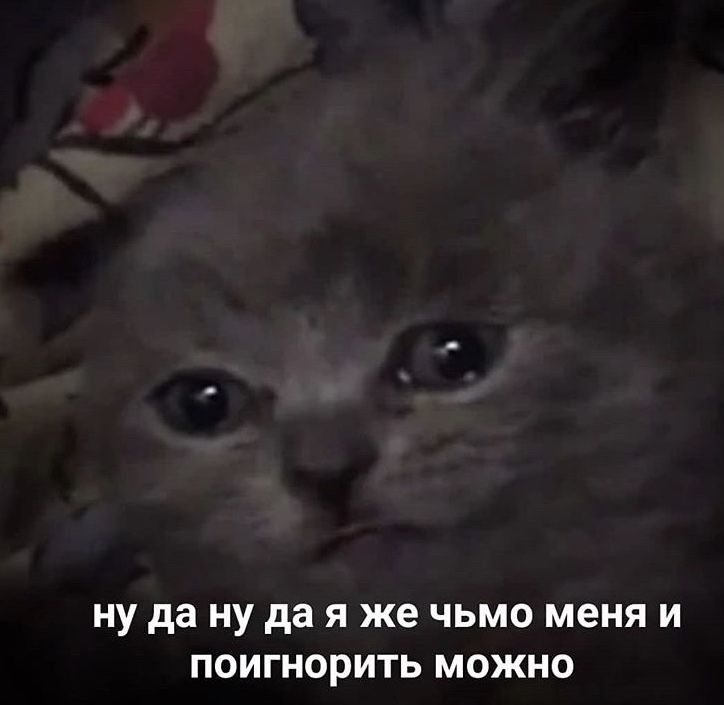 ну да ну да я же чьмо меня и
поигнорить можно